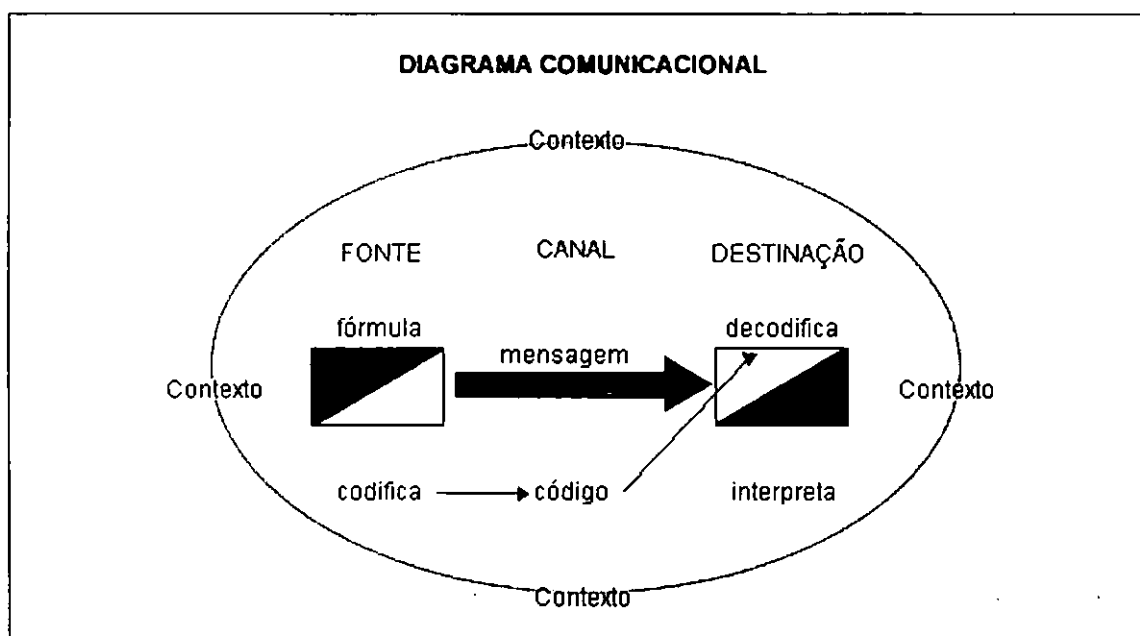 DIAGRAMA COMUNICACIONAL
Contexto
FONTE CANAL DESTINAÇÃO
fórmula mensagem decodifica
Contexto Contexto
codifica código interpreta
Contexto